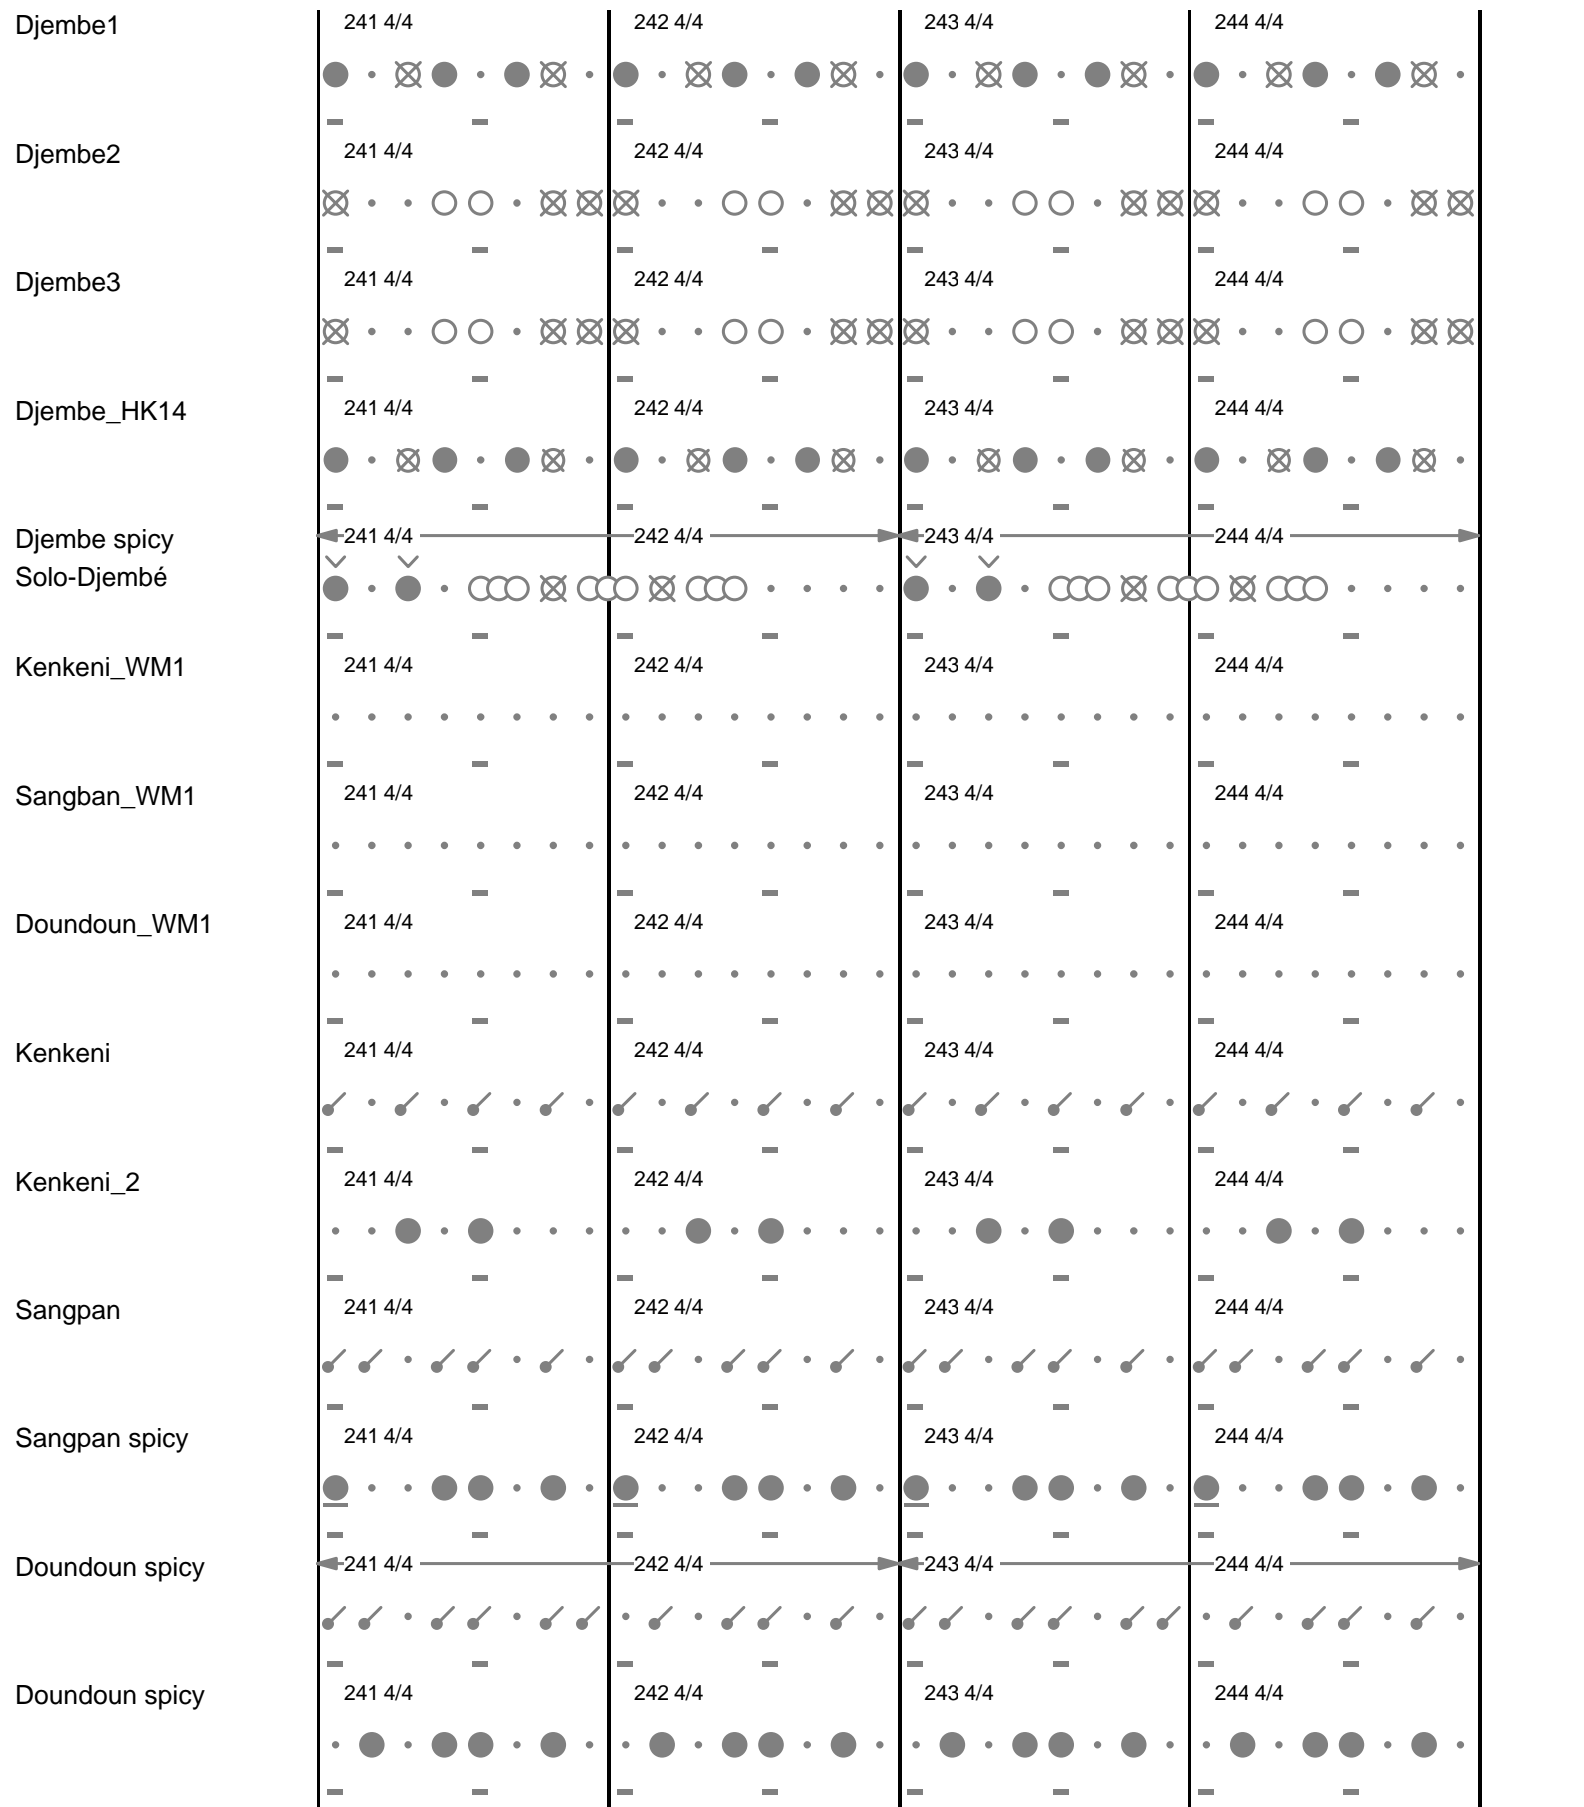 Djembe1 241 4/4 242 4/4 243 4/4 244 4/4
Djembe2 241 4/4 242 4/4 243 4/4 244 4/4
Djembe3 241 4/4 242 4/4 243 4/4 244 4/4
Djembe_HK14 241 4/4 242 4/4 243 4/4 244 4/4
Djembe spicy 241 4/4 242 4/4 243 4/4 244 4/4
Solo-Djembé
Kenkeni_WM1 241 4/4 242 4/4 243 4/4 244 4/4
Sangban_WM1 241 4/4 242 4/4 243 4/4 244 4/4
Doundoun_WM1 241 4/4 242 4/4 243 4/4 244 4/4
Kenkeni 241 4/4 242 4/4 243 4/4 244 4/4
Kenkeni_2 241 4/4 242 4/4 243 4/4 244 4/4
Sangpan 241 4/4 242 4/4 243 4/4 244 4/4
Sangpan spicy 241 4/4 242 4/4 243 4/4 244 4/4
Doundoun spicy 241 4/4 242 4/4 243 4/4 244 4/4
Doundoun spicy 241 4/4 242 4/4 243 4/4 244 4/4